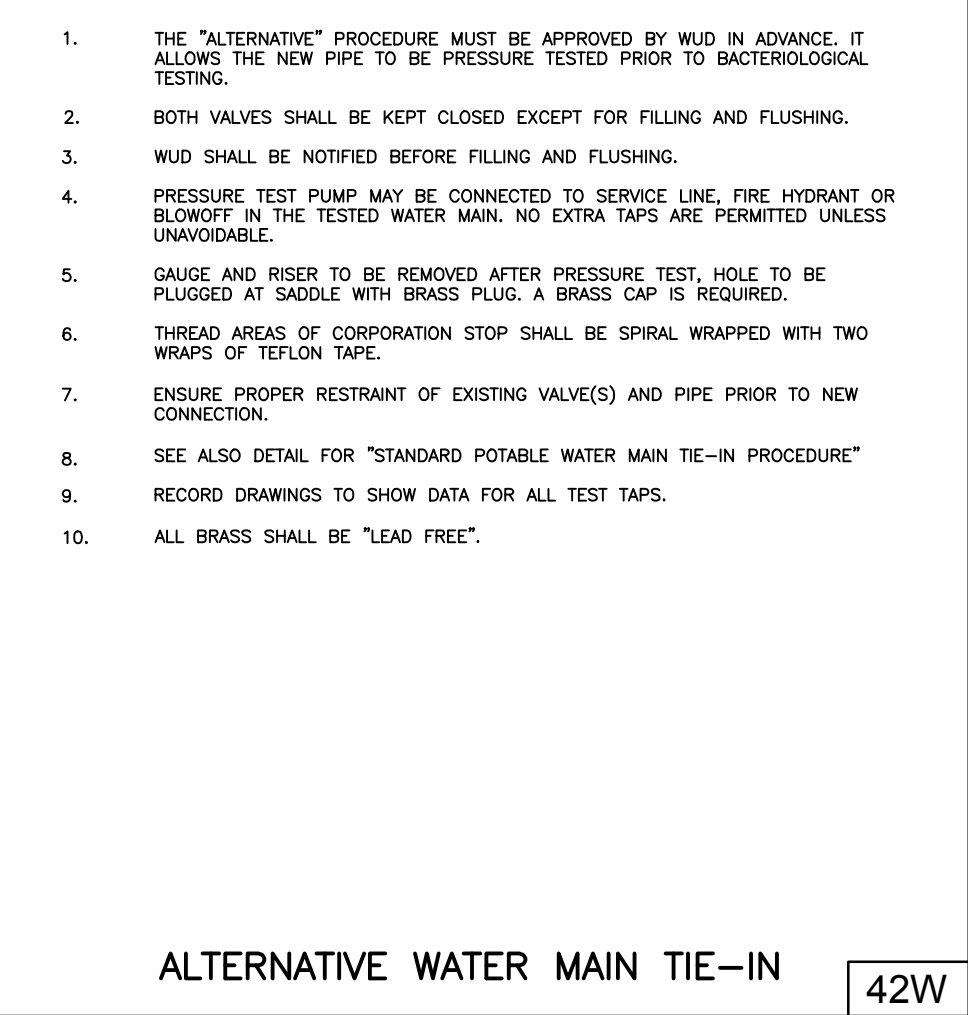 1. THE "ALTERNATIVE" PROCEDURE MUST BE APPROVED BY WUD IN ADVANCE. IT
ALLOWS THE NEW PIPE TO BE PRESSURE TESTED PRIOR TO BACTERIOLOGICAL
TESTING.
2. BOTH VALVES SHALL BE KEPT CLOSED EXCEPT FOR FILLING AND FLUSHING.
3. WUD SHALL BE NOTIFIED BEFORE FILLING AND FLUSHING.
4. PRESSURE TEST PUMP MAY BE CONNECTED TO SERVICE LINE, FIRE HYDRANT OR
BLOWOFF IN THE TESTED WATER MAIN. NO EXTRA TAPS ARE PERMITTED UNLESS
UNAVOIDABLE.
5. GAUGE AND RISER TO BE REMOVED AFTER PRESSURE TEST, HOLE TO BE
PLUGGED AT SADDLE WITH BRASS PLUG. A BRASS CAP IS REQUIRED.
6. THREAD AREAS OF CORPORATION STOP SHALL BE SPIRAL WRAPPED WITH TWO
WRAPS OF TEFLON TAPE.
7. ENSURE PROPER RESTRAINT OF EXISTING VALVE(S) AND PIPE PRIOR TO NEW
CONNECTION.
8. SEE ALSO DETAIL FOR "STANDARD POTABLE WATER MAIN TIE-IN PROCEDURE"
9. RECORD DRAWINGS TO SHOW DATA FOR ALL TEST TAPS.
10. ALL BRASS SHALL BE "LEAD FREE".
ALTERNATIVE WATER MAIN TIE-IN
42W